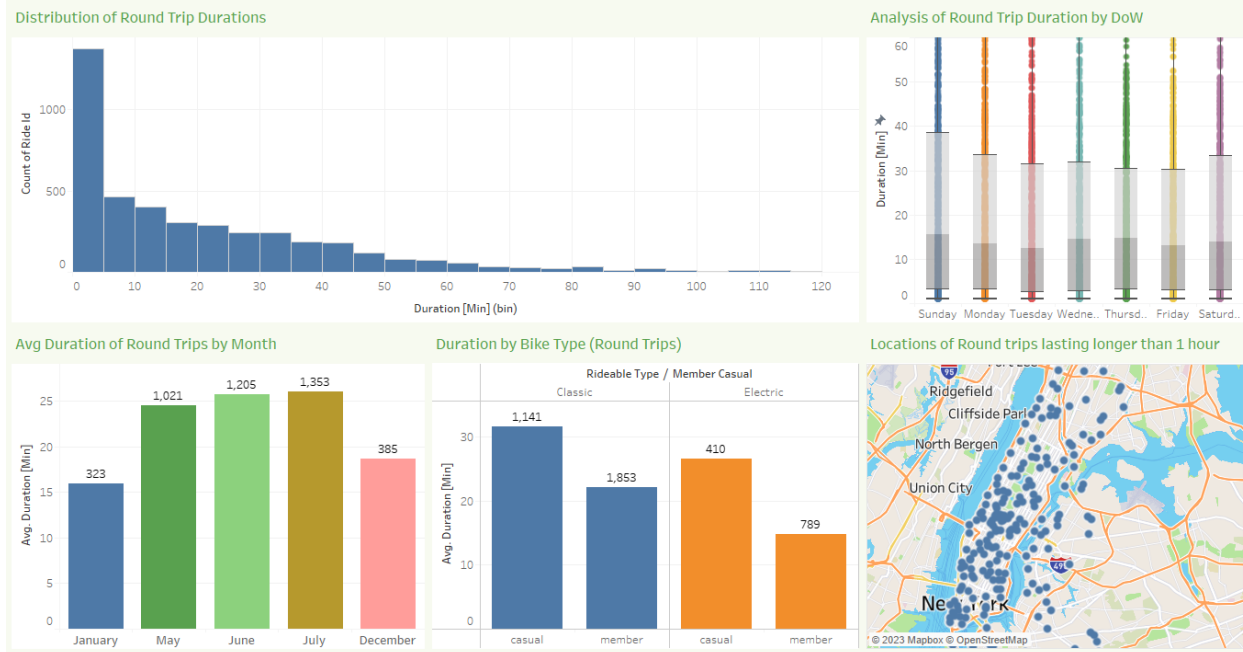 Distribution of Round Trip Durations
Count of Ride Id
1000
500
0
0 10 20 30 40 50 60 70 80 90 100 110 120
Duration [Min] (bin)
Analysis of Round Trip Duration by DoW
Duration [Min]
60
50
40
30
20
10
0
Sunday Monday Tuesday Wedne.. Thursd.. Friday Saturd..
Avg Duration of Round Trips by Month
Avg. Duration [Min]
25
20
15
10
5
0
323 1,021 1,205 1,353 385
January May June July December
Duration by Bike Type (Round Trips)
Rideable Type / Member Casual
Classic Electric
Avg. Duration [Min]
30
20
10
0
1,141 1,853 410 789
casual member casual member
Locations of Round trips lasting longer than 1 hour
95
Ridgefield
Cliffside Park
North Bergen
Union City
New York
© 2023 Mapbox © OpenStreetMap